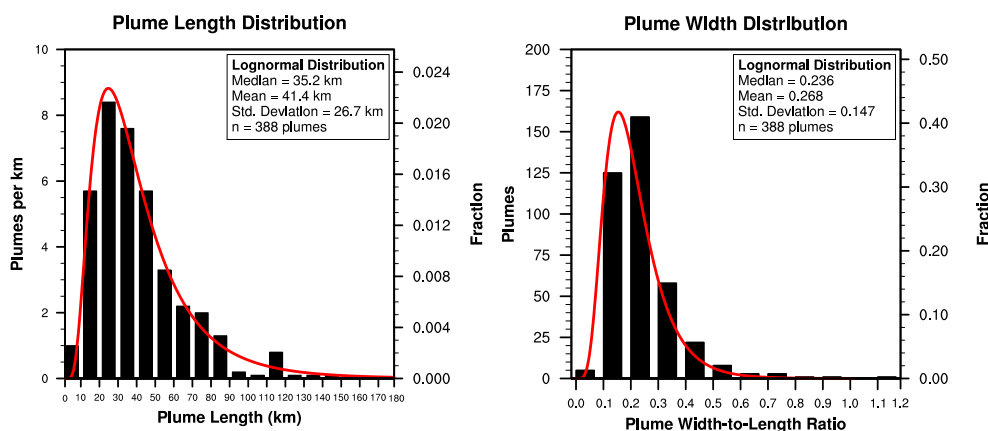 Plume Length Distribution
Lognormal Distribution
Median = 35.2 km
Mean = 41.4 km
Std. Deviation = 26.7 km
n = 388 plumes
10
8
6
4
2
0
Plumes per km
0.024
0.020
0.016
0.012
0.008
0.004
0.000
Fraction
0 10 20 30 40 50 60 70 80 90 100 110 120 130 140 150 160 170 180
Plume Length (km)
Plume Width Distribution
Lognormal Distribution
Median = 0.236
Mean = 0.268
Std. Deviation = 0.147
n = 388 plumes
200
175
150
125
100
75
50
25
0
Plumes
0.50
0.40
0.30
0.20
0.10
0.00
Fraction
0.0 0.1 0.2 0.3 0.4 0.5 0.6 0.7 0.8 0.9 1.0 1.1 1.2
Plume Width-to-Length Ratio